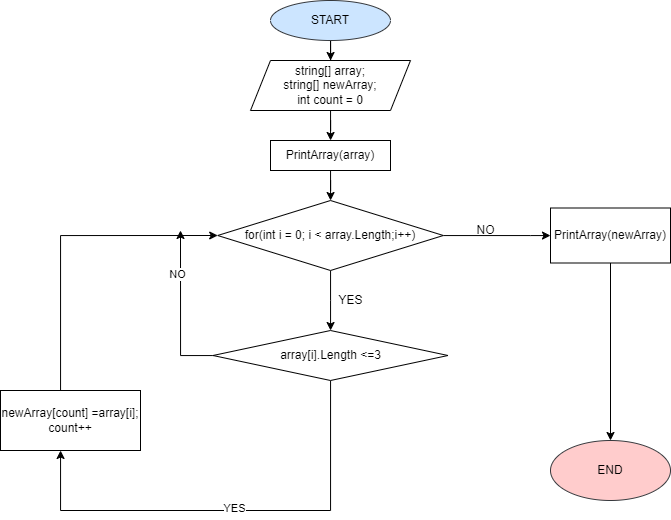 START
string[] array;
string[] newArray;
int count = 0
PrintArray(array)
for(int i = 0; i < array.Length;i++)
NO
PrintArray(newArray)
NO
YES
array[i].Length <=3
newArray[count] =array[i];
count++
END
YES